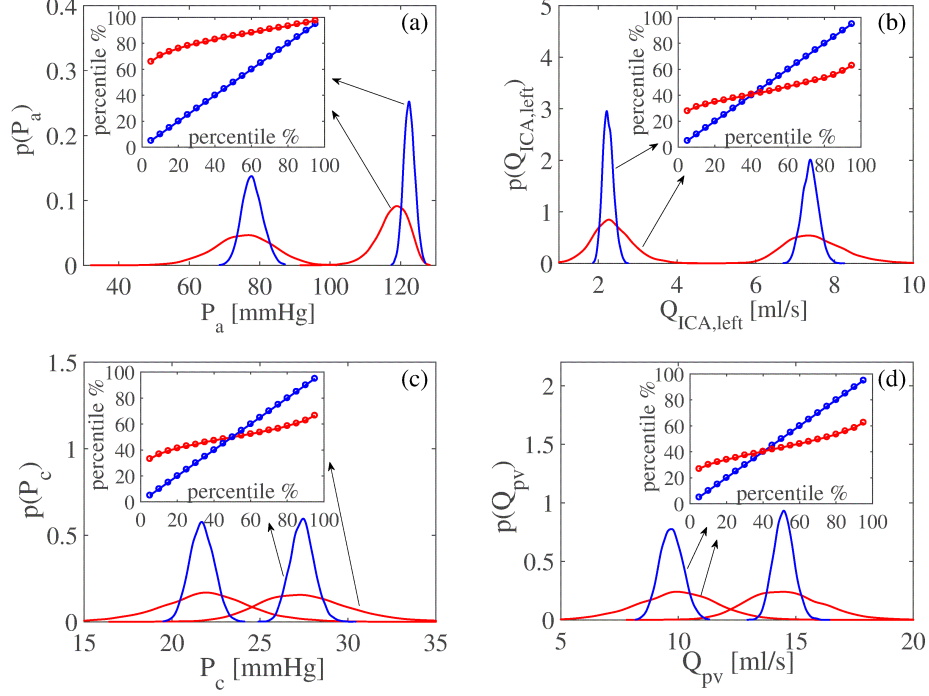 (a)
p(P_a)
0.4
0.3
0.2
0.1
0
40 60 80 100 120
P_a [mmHg]
percentile %
100
80
60
40
20
0
percentile %
0 20 40 60 80 100
(b)
p(Q_ICA,left)
5
4
3
2
1
0
2 4 6 8 10
Q_ICA,left [ml/s]
percentile %
100
80
60
40
20
0
percentile %
0 20 40 60 80 100
(c)
p(P_c)
1.5
1
0.5
0
15 20 25 30 35
P_c [mmHg]
percentile %
100
80
60
40
20
0
percentile %
0 20 40 60 80 100
(d)
p(Q_pv)
2
1.5
1
0.5
0
5 10 15 20
Q_pv [ml/s]
percentile %
100
80
60
40
20
0
percentile %
0 20 40 60 80 100